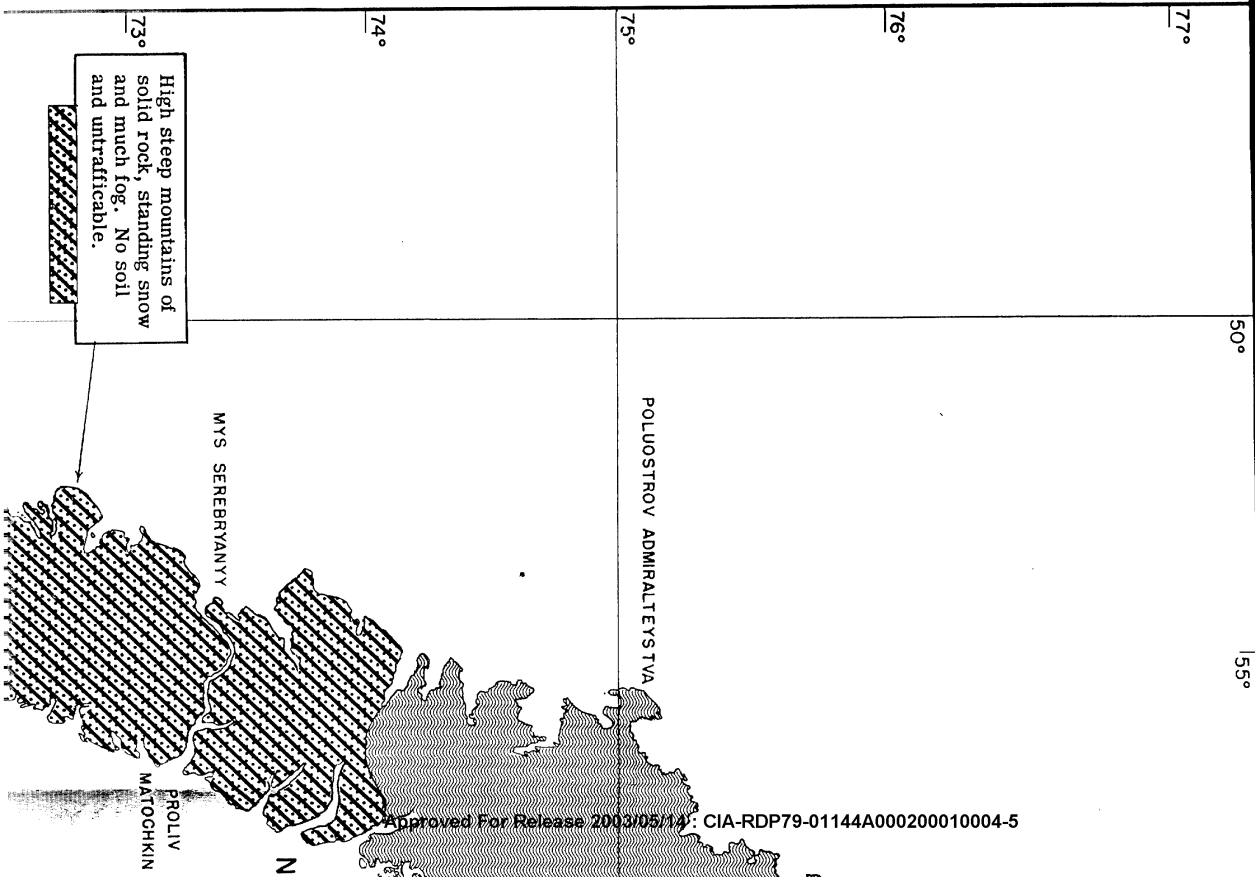 73°
74°
75°
76°
77°
50°
55°
High steep mountains of
solid rock, standing snow
and much fog. No soil
and untrafficable.
MYS SEREBRYANYY
POLUOSTROV ADMIRALTEYSTVA
PROLIV
MATOCHKIN
N
Approved For Release 2003/05/14 : CIA-RDP79-01144A000200010004-5